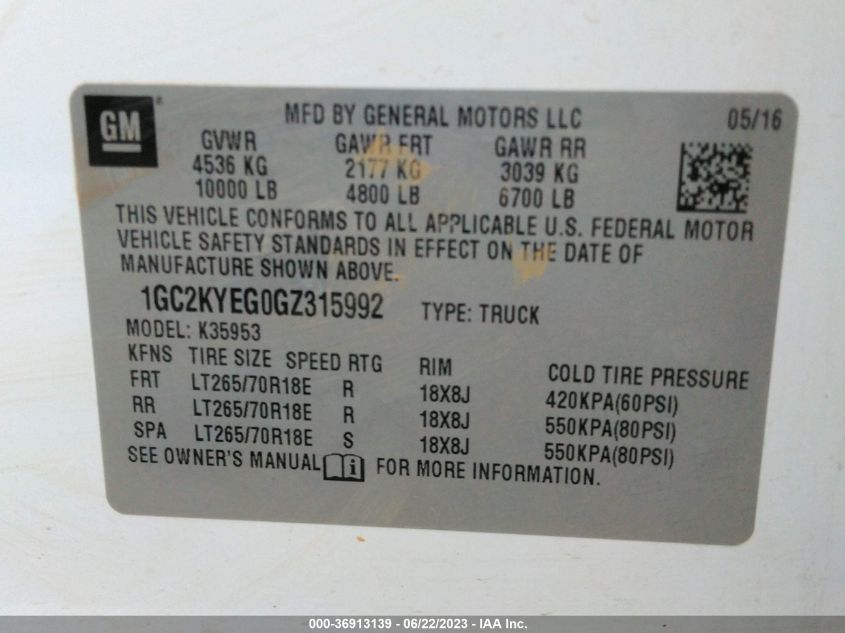 GM
MFD BY GENERAL MOTORS LLC 05/16
GVWR GAWR FRT GAWR RR
4536 KG 2177 KG 3039 KG
10000 LB 4800 LB 6700 LB
THIS VEHICLE CONFORMS TO ALL APPLICABLE U.S. FEDERAL MOTOR
VEHICLE SAFETY STANDARDS IN EFFECT ON THE DATE OF
MANUFACTURE SHOWN ABOVE.
1GC2KYEG0GZ315992 TYPE: TRUCK
MODEL: K35953
KFNS TIRE SIZE SPEED RTG RIM COLD TIRE PRESSURE
FRT LT265/70R18E R 18X8J 420KPA(60PSI)
RR LT265/70R18E R 18X8J 550KPA(80PSI)
SPA LT265/70R18E S 18X8J 550KPA(80PSI)
SEE OWNER'S MANUAL i FOR MORE INFORMATION.
000-36913139 - 06/22/2023 - IAA Inc.